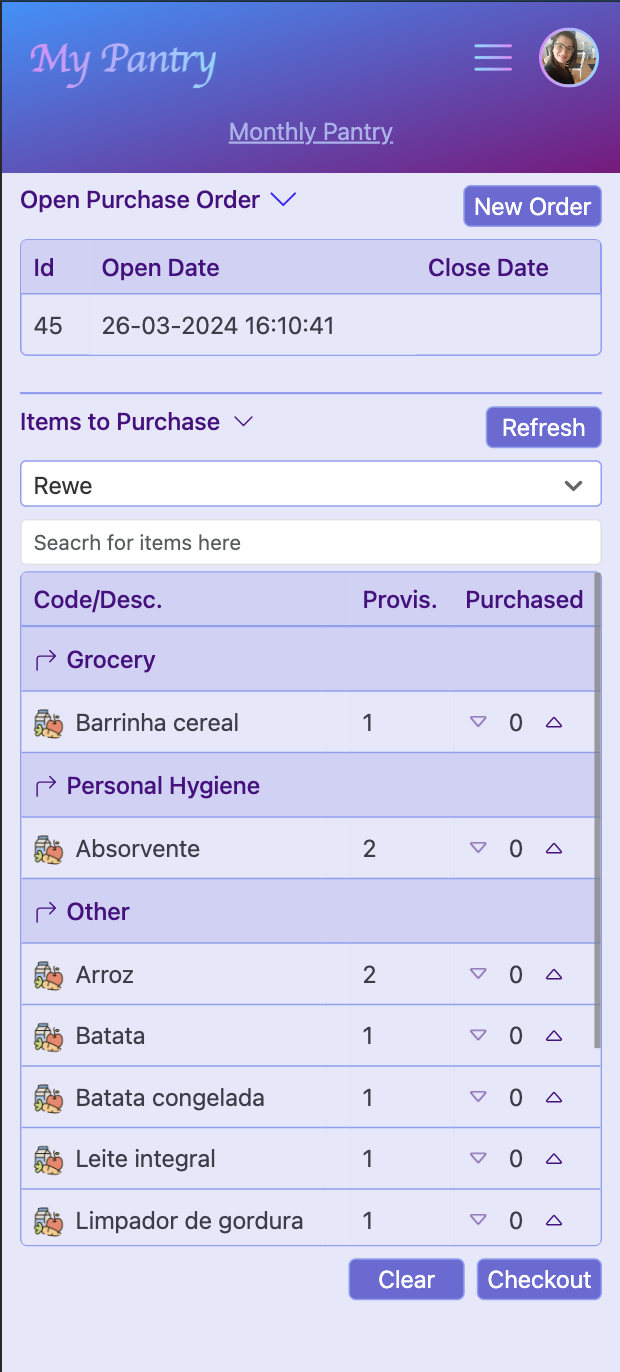 My Pantry
Monthly Pantry
Open Purchase Order
New Order
Id Open Date Close Date
45 26-03-2024 16:10:41
Items to Purchase
Refresh
Rewe
Seacrh for items here
Code/Desc. Provis. Purchased
Grocery
Barrinha cereal 1 0
Personal Hygiene
Absorvente 2 0
Other
Arroz 2 0
Batata 1 0
Batata congelada 1 0
Leite integral 1 0
Limpador de gordura 1 0
Clear Checkout